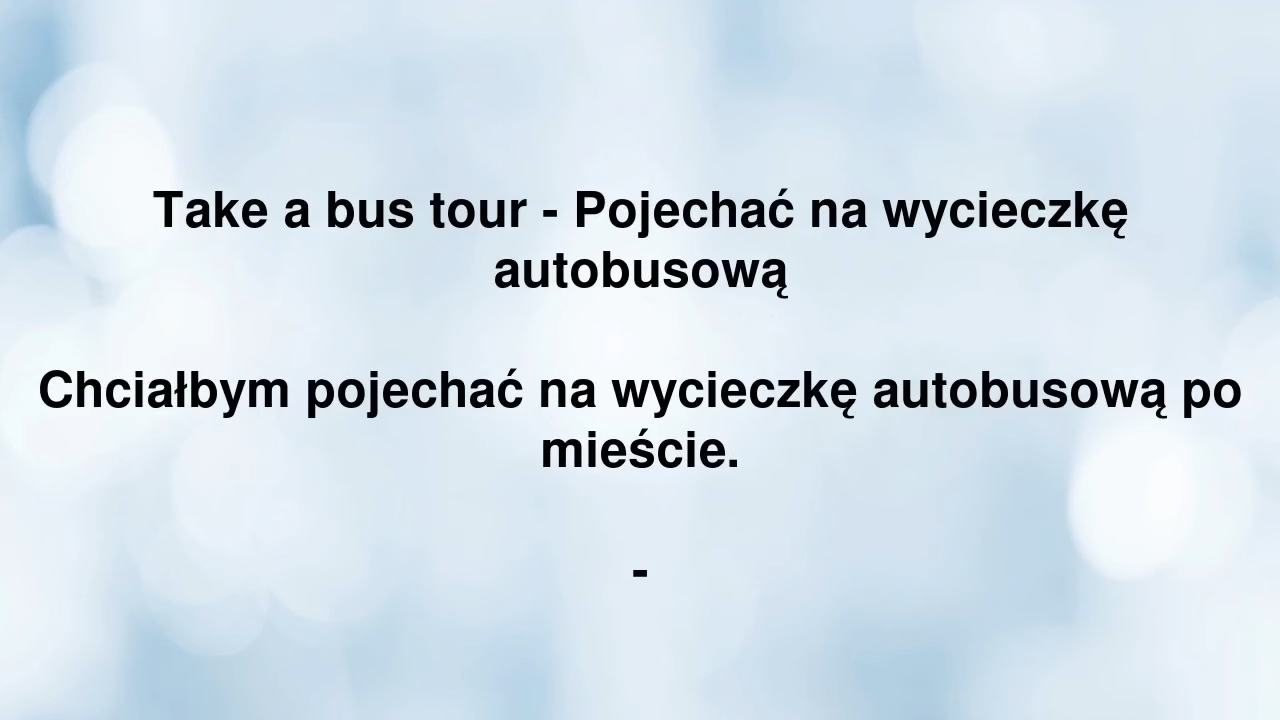 Take a bus tour - Pojechać na wycieczkę
autobusową
Chciałbym pojechać na wycieczkę autobusową po
mieście.
-